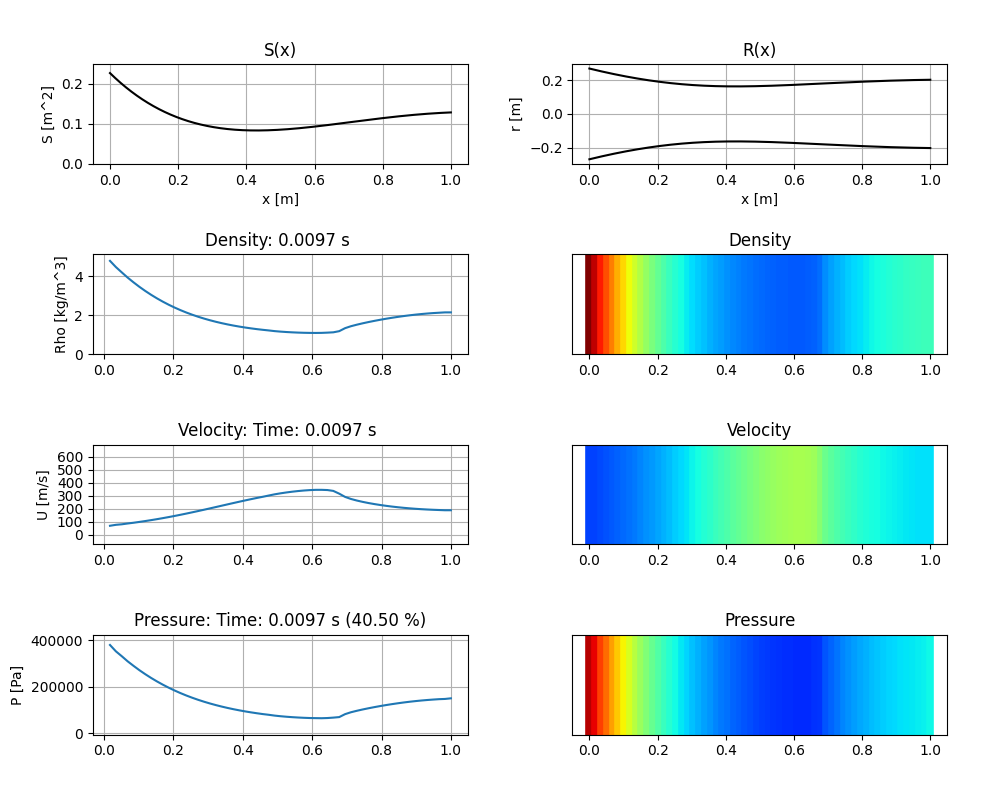 S(x)
S [m^2]
0.2
0.1
0.0
0.0 0.2 0.4 0.6 0.8 1.0
x [m]
R(x)
r [m]
0.2
0.0
−0.2
0.0 0.2 0.4 0.6 0.8 1.0
x [m]
Density: 0.0097 s
Rho [kg/m^3]
4
2
0
0.0 0.2 0.4 0.6 0.8 1.0
Density
0.0 0.2 0.4 0.6 0.8 1.0
Velocity: Time: 0.0097 s
U [m/s]
600
500
400
300
200
100
0
0.0 0.2 0.4 0.6 0.8 1.0
Velocity
0.0 0.2 0.4 0.6 0.8 1.0
Pressure: Time: 0.0097 s (40.50 %)
P [Pa]
400000
200000
0
0.0 0.2 0.4 0.6 0.8 1.0
Pressure
0.0 0.2 0.4 0.6 0.8 1.0